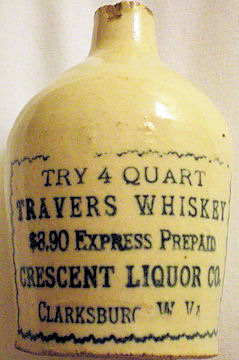 TRY 4 QUART
TRAVERS WHISKEY
$3.90 EXPRESS PREPAID
CRESCENT LIQUOR CO.
CLARKSBURG W. VA